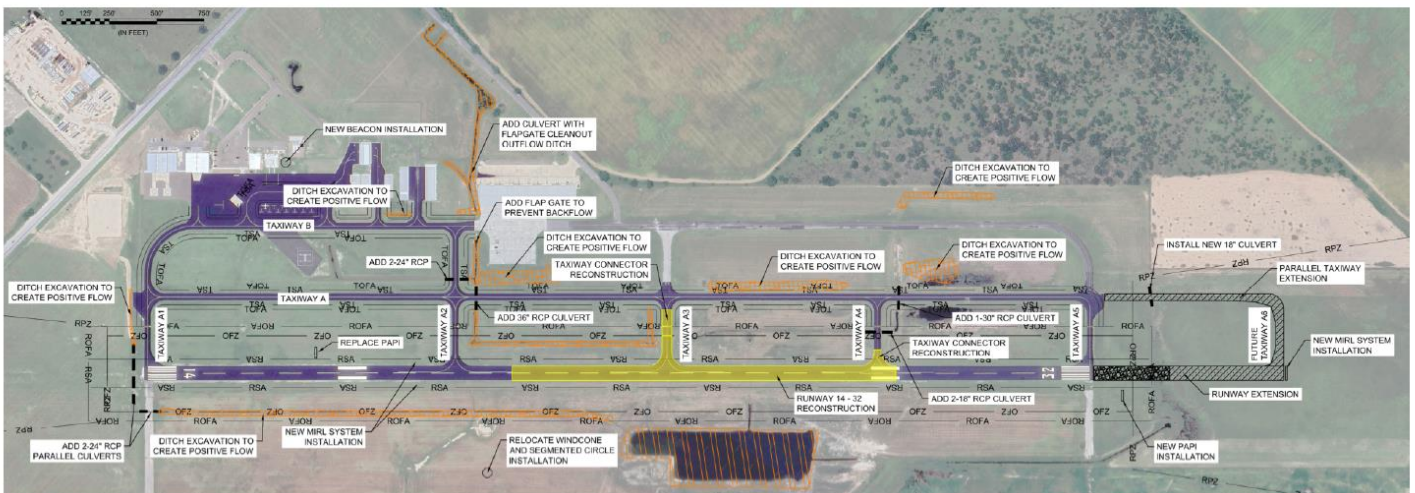 0 125' 250' 500' 750'
(IN FEET)
NEW BEACON INSTALLATION
ADD CULVERT WITH
FLAPGATE CLEANOUT
OUTFLOW DITCH
DITCH EXCAVATION TO
CREATE POSITIVE FLOW
DITCH EXCAVATION TO
CREATE POSITIVE FLOW
ADD FLAP GATE TO
PREVENT BACKFLOW
TAXIWAY B
TSA
TOFA
DITCH EXCAVATION TO
CREATE POSITIVE FLOW
TAXIWAY CONNECTOR
RECONSTRUCTION
ADD 2-24" RCP
DITCH EXCAVATION TO
CREATE POSITIVE FLOW
DITCH EXCAVATION TO
CREATE POSITIVE FLOW
INSTALL NEW 18" CULVERT
RPZ
RPZ
RPZ
PARALLEL TAXIWAY
EXTENSION
DITCH EXCAVATION TO
CREATE POSITIVE FLOW
TAXIWAY A
ADD 36" RCP CULVERT
ADD 1-30" RCP CULVERT
TAXIWAY A1
TAXIWAY A2
TAXIWAY A3
TAXIWAY A4
TAXIWAY A5
FUTURE
TAXIWAY A6
REPLACE PAPI
TAXIWAY CONNECTOR
RECONSTRUCTION
NEW MIRL SYSTEM
INSTALLATION
14
32
RUNWAY 14 - 32
RECONSTRUCTION
ADD 2-18" RCP CULVERT
RUNWAY EXTENSION
ADD 2-24" RCP
PARALLEL CULVERTS
DITCH EXCAVATION TO
CREATE POSITIVE FLOW
NEW MIRL SYSTEM
INSTALLATION
RELOCATE WINDCONE
AND SEGMENTED CIRCLE
INSTALLATION
NEW PAPI
INSTALLATION
RPZ